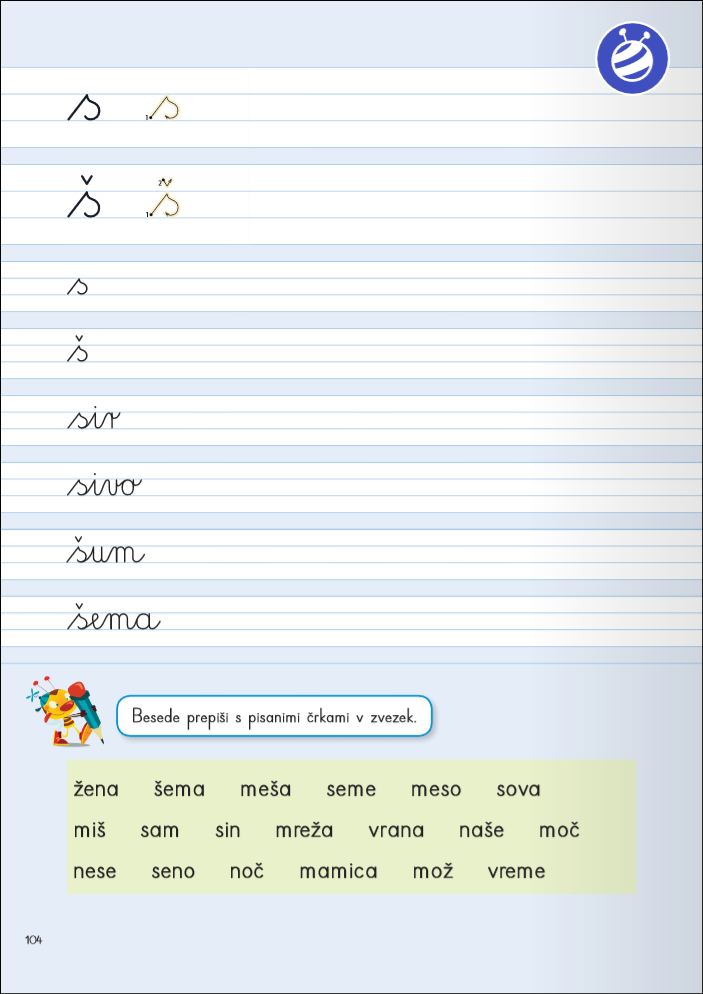 s s
š š
s
š
sir
sivo
šum
šema
Besede prepiši s pisanimi črkami v zvezek.
žena šema meša seme meso sova
miš sam sin mreža vrana naše moč
nese seno noč mamica mož vreme
104